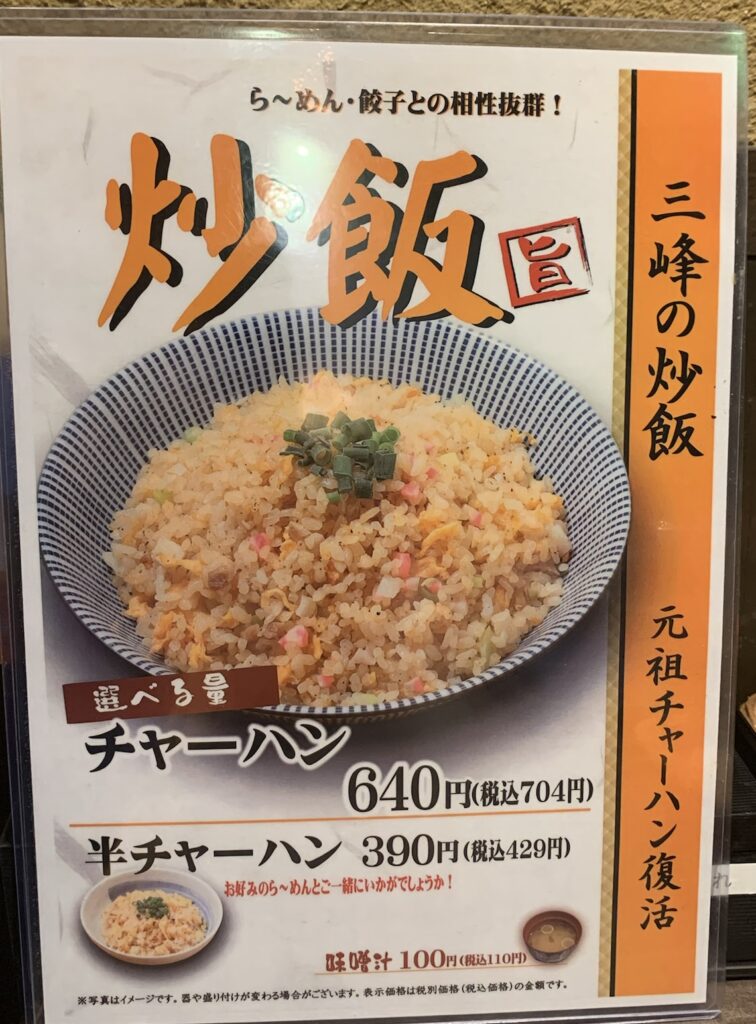 ら～めん・餃子との相性抜群！
炒飯
旨
三峰の炒飯
元祖チャーハン復活
選べる量
チャーハン
640円(税込704円)
半チャーハン 390円(税込429円)
お好みのら～めんとご一緒にいかがでしょうか！
味噌汁 100円(税込110円)
※写真はイメージです。器や盛り付けが変わる場合がございます。表示価格は税別価格(税込価格)の金額です。
れ